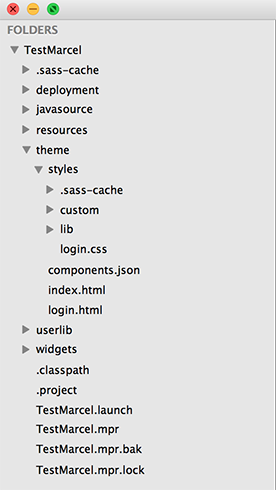 FOLDERS
TestMarcel
.sass-cache
deployment
javasource
resources
theme
styles
.sass-cache
custom
lib
login.css
components.json
index.html
login.html
userlib
widgets
.classpath
.project
TestMarcel.launch
TestMarcel.mpr
TestMarcel.mpr.bak
TestMarcel.mpr.lock